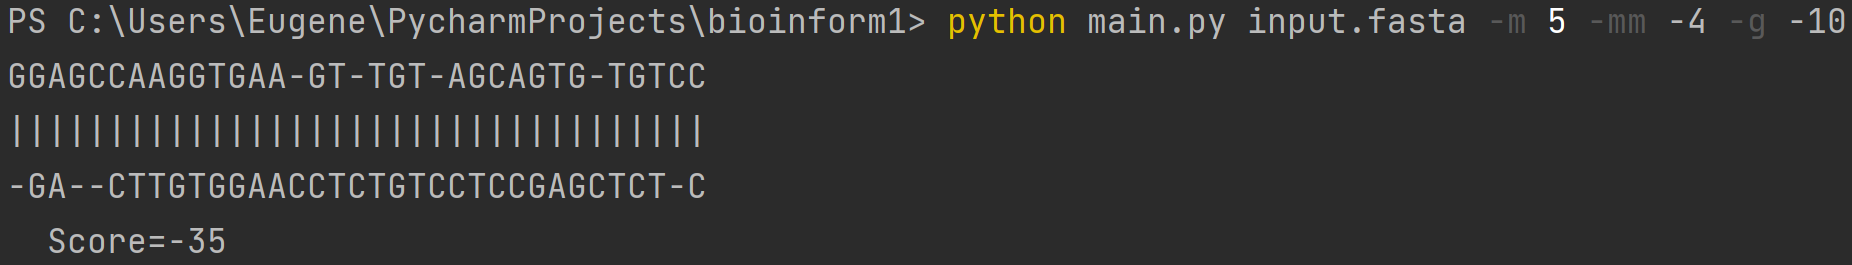 PS C:\Users\Eugene\PycharmProjects\bioinform1> python main.py input.fasta -m 5 -mm -4 -g -10
GGAGCCAAGGTGAA-GT-TGT-AGCAGTG-TGTCC
|||||||||||||||||||||||||||||||||||
-GA--CTTGTGGAACCTCTGTCCTCCGAGCTCT-C
Score=-35